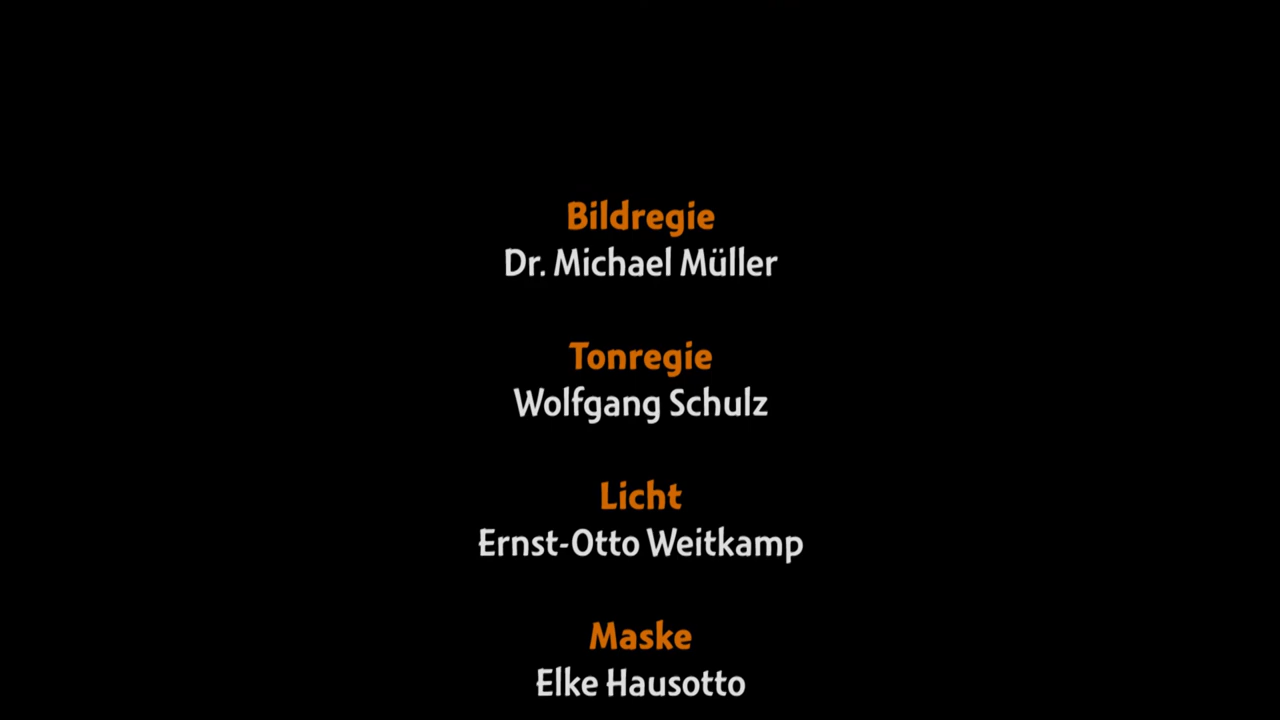 Bildregie
Dr. Michael Müller
Tonregie
Wolfgang Schulz
Licht
Ernst-Otto Weitkamp
Maske
Elke Hausotto